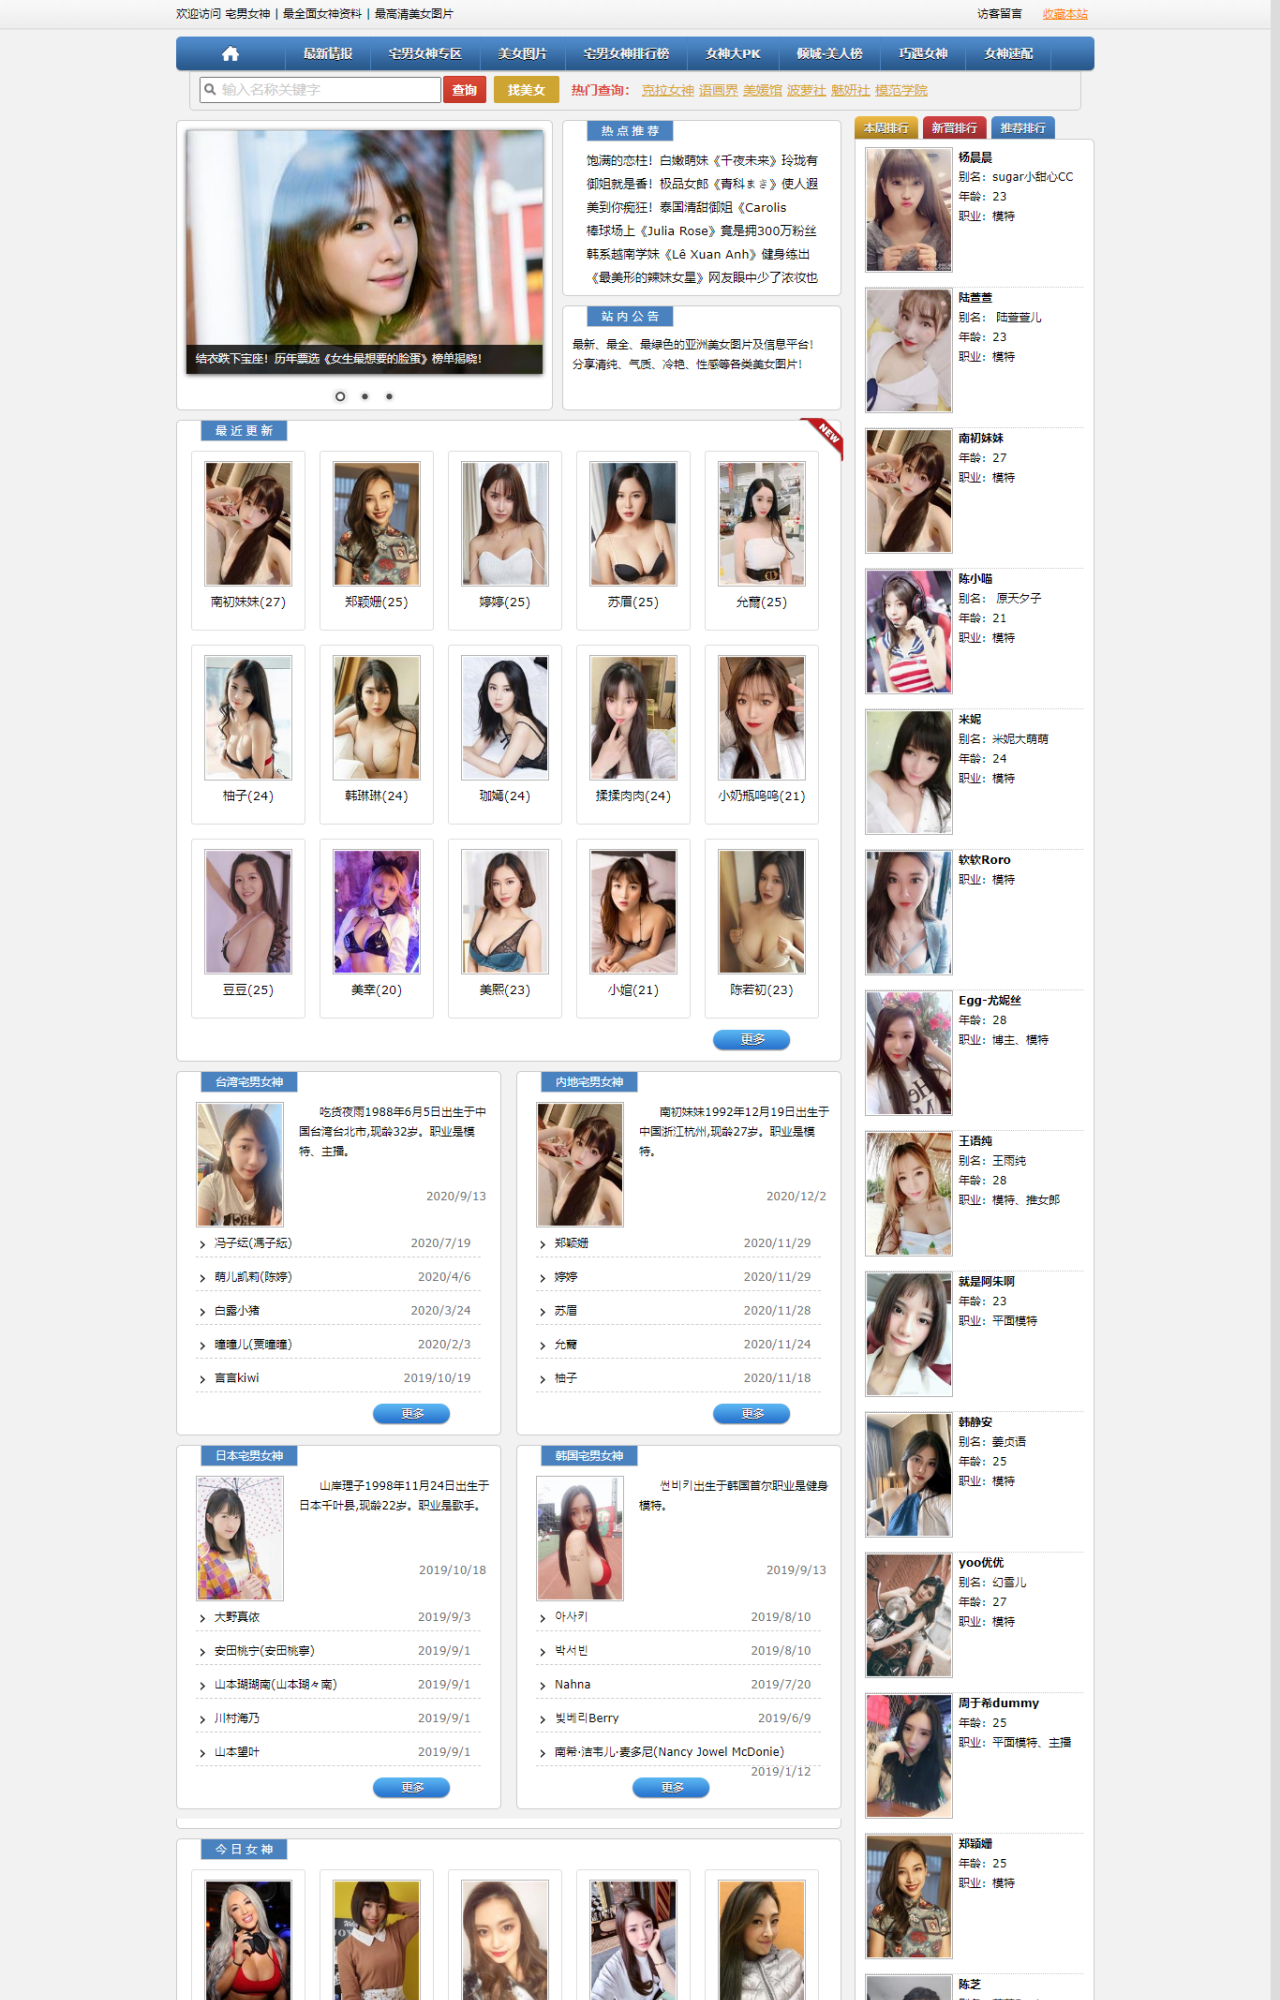 欢迎访问 宅男女神 | 最全面女神资料 | 最高清美女图片
访客留言 收藏本站
最新情报 宅男女神专区 美女图片 宅男女神排行榜 女神大PK 倾城·美人榜 巧遇女神 女神速配
输入名称关键字 查询 找美女 热门查询： 克拉女神 语画界 美媛馆 波萝社 魅妍社 模范学院
结衣跌下宝座！历年票选《女生最想要的脸蛋》榜单揭晓！
热点推荐
饱满的恋柱！白嫩萌妹《千夜未来》玲珑有
御姐就是香！极品女郎《青科まき》使人遐
美到你痴狂！泰国清甜御姐《Carolis
棒球场上《Julia Rose》竟是拥300万粉丝
韩系越南学妹《Lê Xuan Anh》健身练出
《最美形的辣妹女星》网友眼中少了浓妆也
站内公告
最新、最全、最绿色的亚洲美女图片及信息平台！
分享清纯、气质、冷艳、性感等各类美女图片！
最近更新
NEW
南初妹妹(27) 郑颖姗(25) 婷婷(25) 苏眉(25) 允薾(25)
柚子(24) 韩琳琳(24) 珈嫣(24) 揉揉肉肉(24) 小奶瓶呜呜(21)
豆豆(25) 美幸(20) 美熙(23) 小姮(21) 陈若初(23)
更多
台湾宅男女神
吃货夜雨1988年6月5日出生于中
国台湾台北市,现龄32岁。职业是模
特、主播。
2020/9/13
冯子纭(馮子紜) 2020/7/19
萌儿凯莉(陈婷) 2020/4/6
白露小猪 2020/3/24
瞳瞳儿(贾瞳瞳) 2020/2/3
言言kiwi 2019/10/19
更多
内地宅男女神
南初妹妹1992年12月19日出生于
中国浙江杭州,现龄27岁。职业是模
特。
2020/12/2
郑颖姗 2020/11/29
婷婷 2020/11/29
苏眉 2020/11/28
允薾 2020/11/24
柚子 2020/11/18
更多
日本宅男女神
山岸理子1998年11月24日出生于
日本千叶县,现龄22岁。职业是歌手。
2019/10/18
大野真依 2019/9/3
安田桃宁(安田桃寧) 2019/9/1
山本瑚瑚南(山本瑚々南) 2019/9/1
川村海乃 2019/9/1
山本望叶 2019/9/1
更多
韩国宅男女神
썬비키出生于韩国首尔职业是健身
模特。
2019/9/13
아사키 2019/8/10
박서빈 2019/8/10
Nahna 2019/7/20
빛베리Berry 2019/6/9
南希·洁韦儿·麦多尼(Nancy Jowel McDonie)
2019/1/12
更多
今日女神
本周排行 新晋排行 推荐排行
杨晨晨
别名：sugar小甜心CC
年龄：23
职业：模特
陆萱萱
别名： 陆萱萱儿
年龄：23
职业：模特
南初妹妹
年龄：27
职业：模特
陈小喵
别名： 原天夕子
年龄：21
职业：模特
米妮
别名：米妮大萌萌
年龄：24
职业：模特
软软Roro
职业：模特
Egg-尤妮丝
年龄：28
职业：博主、模特
王语纯
别名：王雨纯
年龄：28
职业：模特、推女郎
就是阿朱啊
年龄：23
职业：平面模特
韩静安
别名：姜贞语
年龄：25
职业：模特
yoo优优
别名：幻雪儿
年龄：27
职业：模特
周于希dummy
年龄：25
职业：平面模特、主播
郑颖姗
年龄：25
职业：模特
陈芝